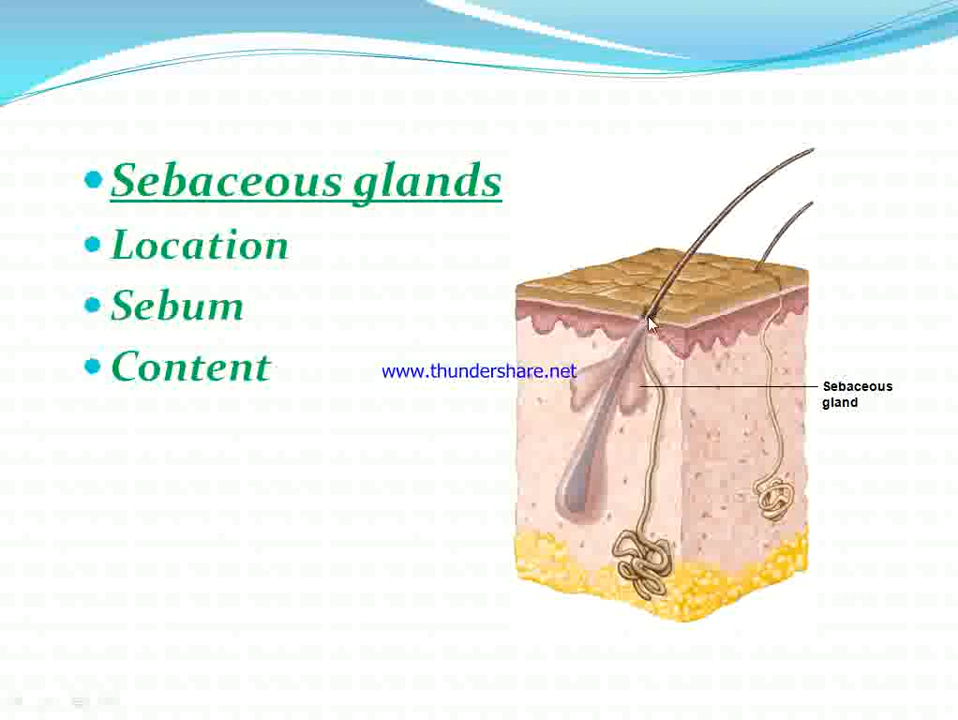 Sebaceous glands
Location
Sebum
Content
www.thundershare.net
Sebaceous
gland